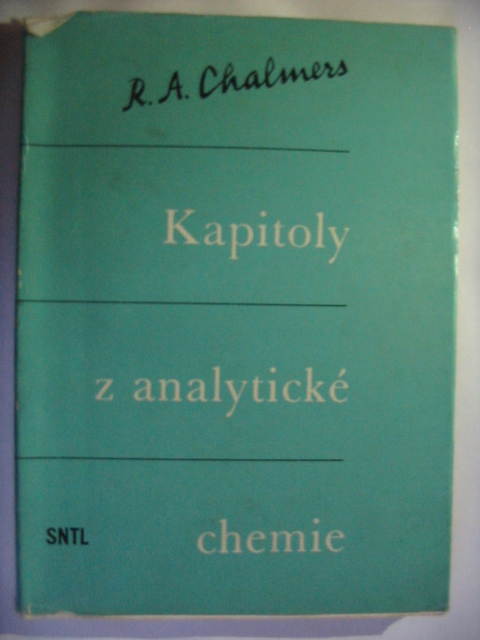 R. A. Chalmers
Kapitoly
z analytické
SNTL chemie